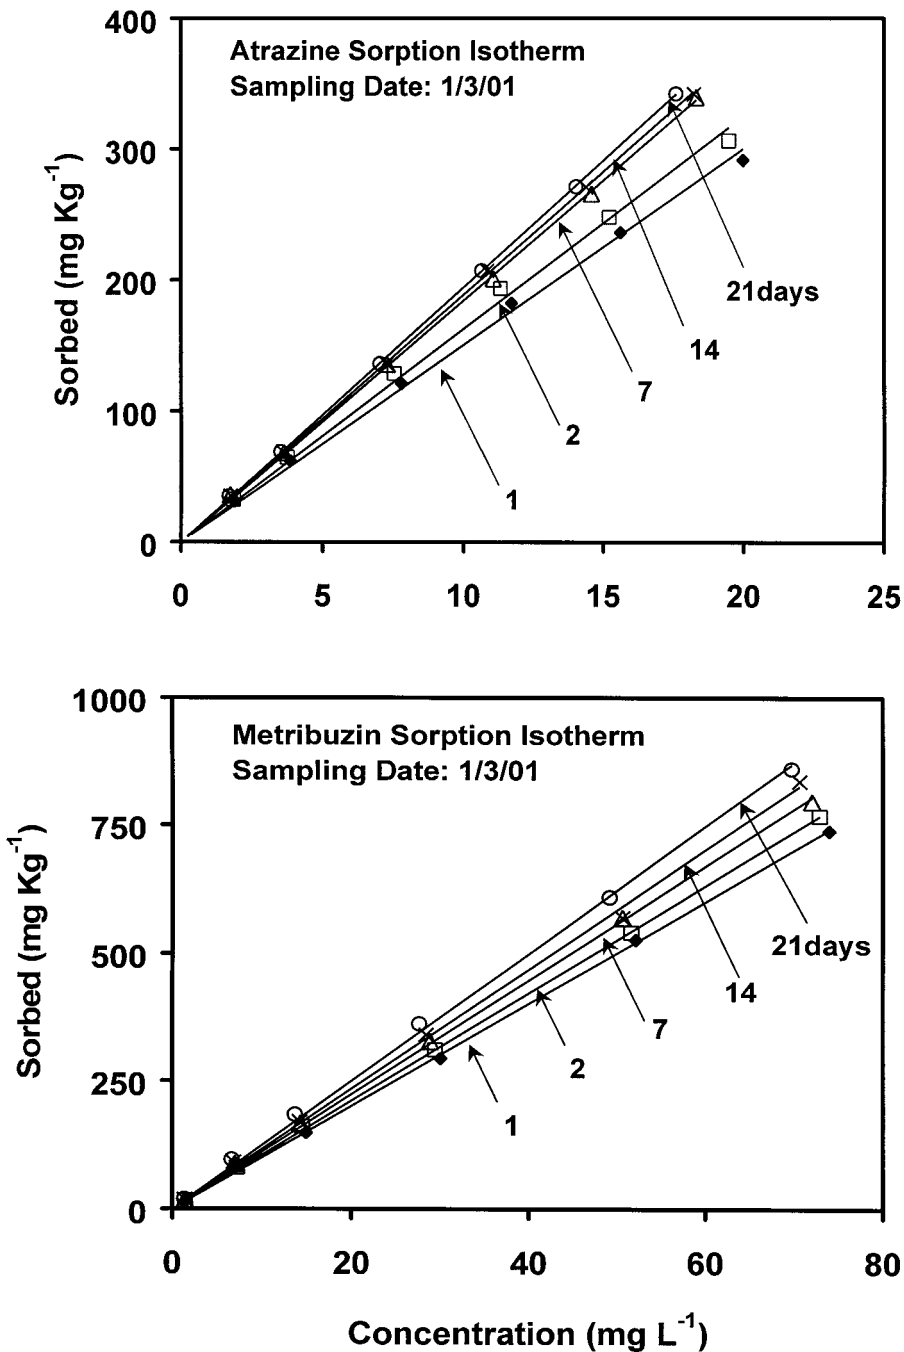 400
Atrazine Sorption Isotherm
Sampling Date: 1/3/01
300
Sorbed (mg Kg⁻¹)
200
21days
14
7
100
2
1
0
0 5 10 15 20 25
1000
Metribuzin Sorption Isotherm
Sampling Date: 1/3/01
750
Sorbed (mg Kg⁻¹)
500
21days
14
7
250
2
1
0
0 20 40 60 80
Concentration (mg L⁻¹)